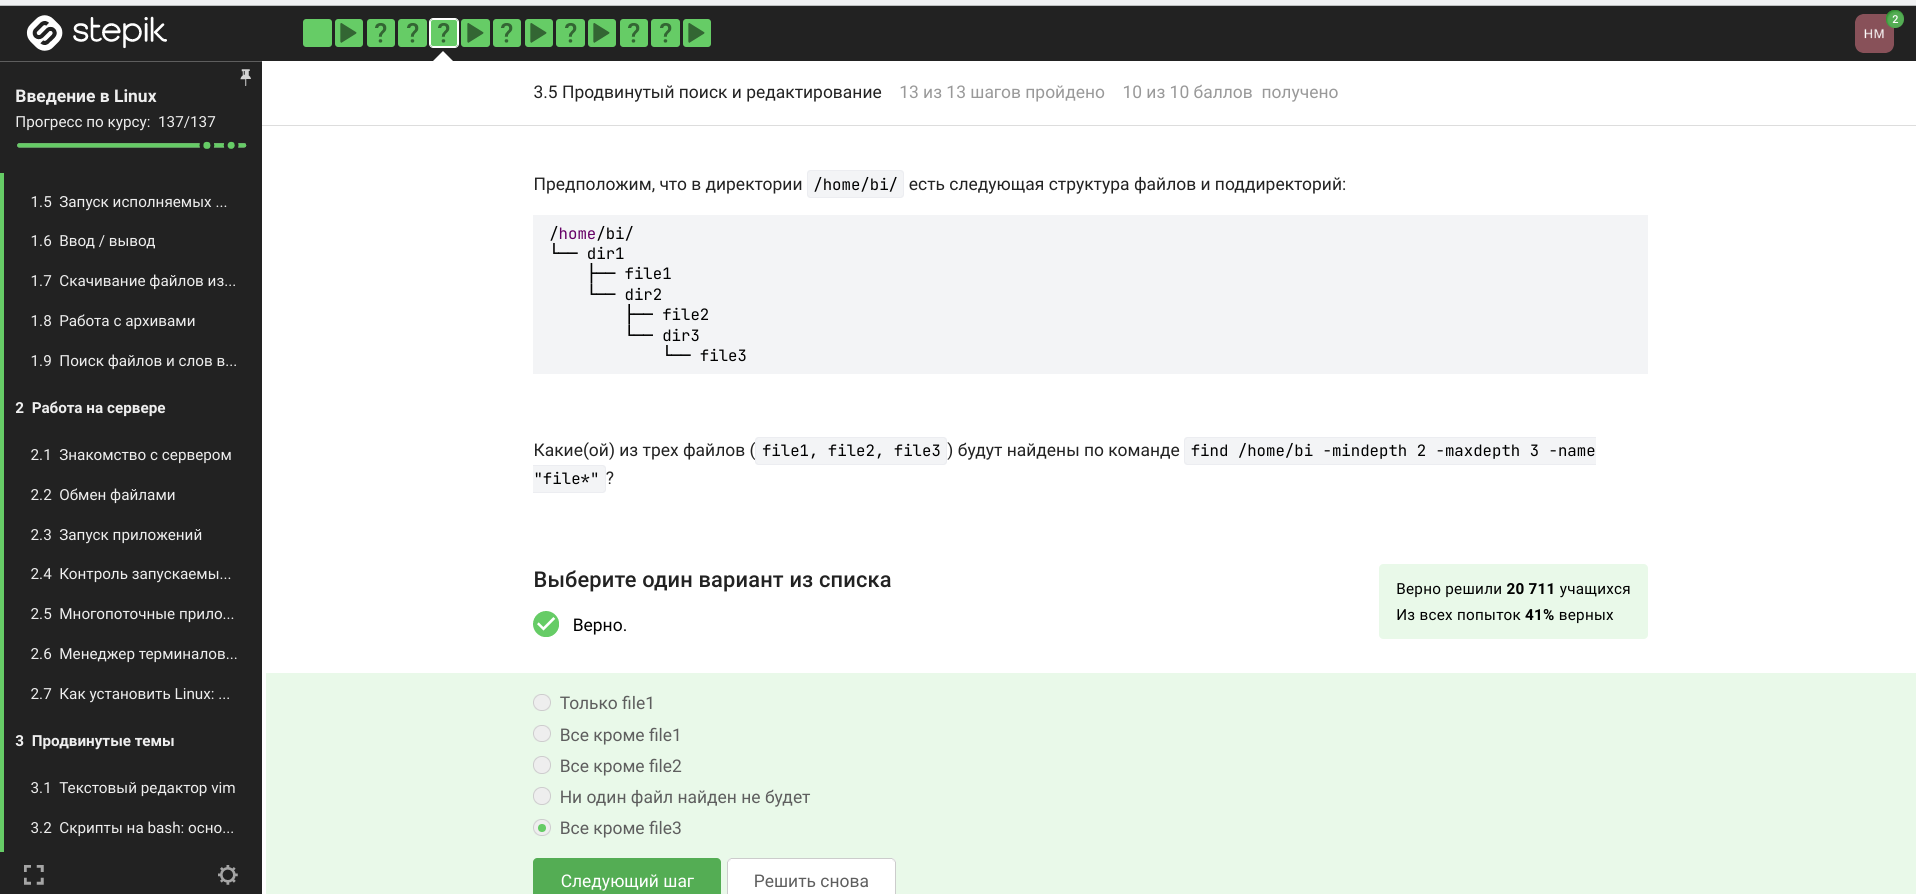 stepik
? ? ? ? ? ? ?
НМ
2
Введение в Linux
Прогресс по курсу: 137/137
1.5 Запуск исполняемых ...
1.6 Ввод / вывод
1.7 Скачивание файлов из...
1.8 Работа с архивами
1.9 Поиск файлов и слов в...
2 Работа на сервере
2.1 Знакомство с сервером
2.2 Обмен файлами
2.3 Запуск приложений
2.4 Контроль запускаемы...
2.5 Многопоточные прило...
2.6 Менеджер терминалов...
2.7 Как установить Linux: ...
3 Продвинутые темы
3.1 Текстовый редактор vim
3.2 Скрипты на bash: осно...
3.5 Продвинутый поиск и редактирование 13 из 13 шагов пройдено 10 из 10 баллов получено
Предположим, что в директории /home/bi/ есть следующая структура файлов и поддиректорий:
/home/bi/
└── dir1
    ├── file1
    └── dir2
        ├── file2
        └── dir3
            └── file3
Какие(ой) из трех файлов ( file1, file2, file3 ) будут найдены по команде find /home/bi -mindepth 2 -maxdepth 3 -name
"file*" ?
Выберите один вариант из списка
Верно.
Верно решили 20 711 учащихся
Из всех попыток 41% верных
Только file1
Все кроме file1
Все кроме file2
Ни один файл найден не будет
Все кроме file3
Следующий шаг
Решить снова